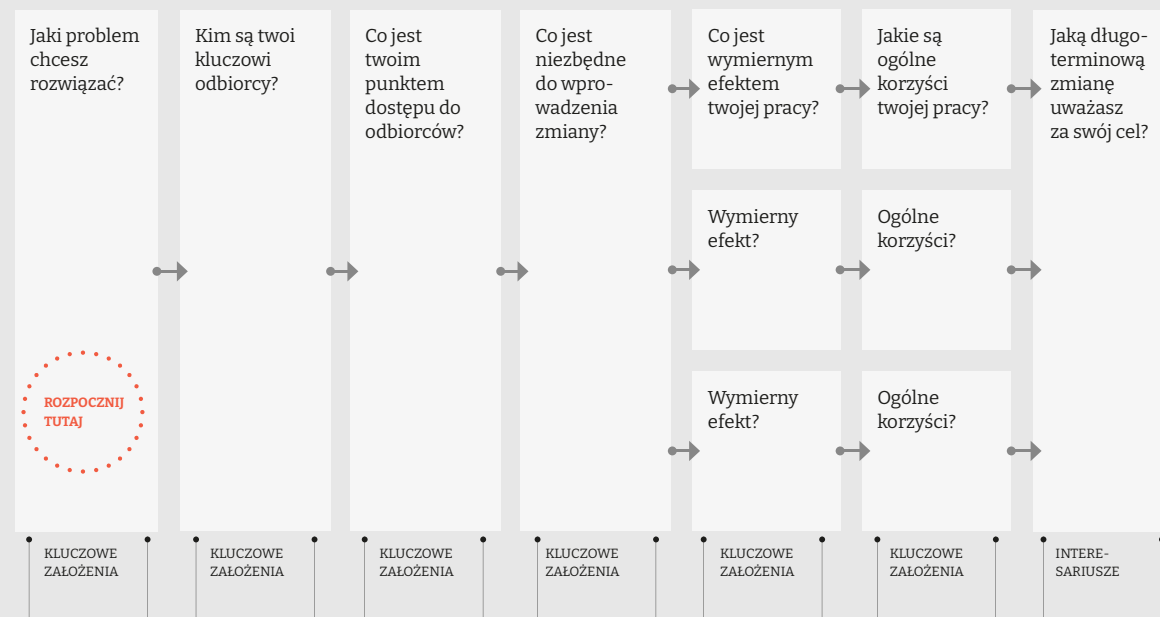 Jaki problem
chcesz
rozwiązać?
Kim są twoi
kluczowi
odbiorcy?
Co jest
twoim
punktem
dostępu do
odbiorców?
Co jest
niezbędne
do wpro-
wadzenia
zmiany?
Co jest
wymiernym
efektem
twojej pracy?
Jakie są
ogólne
korzyści
twojej pracy?
Jaką długo-
terminową
zmianę
uważasz
za swój cel?
Wymierny
efekt?
Ogólne
korzyści?
Wymierny
efekt?
Ogólne
korzyści?
ROZPOCZNIJ
TUTAJ
KLUCZOWE
ZAŁOŻENIA
KLUCZOWE
ZAŁOŻENIA
KLUCZOWE
ZAŁOŻENIA
KLUCZOWE
ZAŁOŻENIA
KLUCZOWE
ZAŁOŻENIA
KLUCZOWE
ZAŁOŻENIA
INTERE-
SARIUSZE